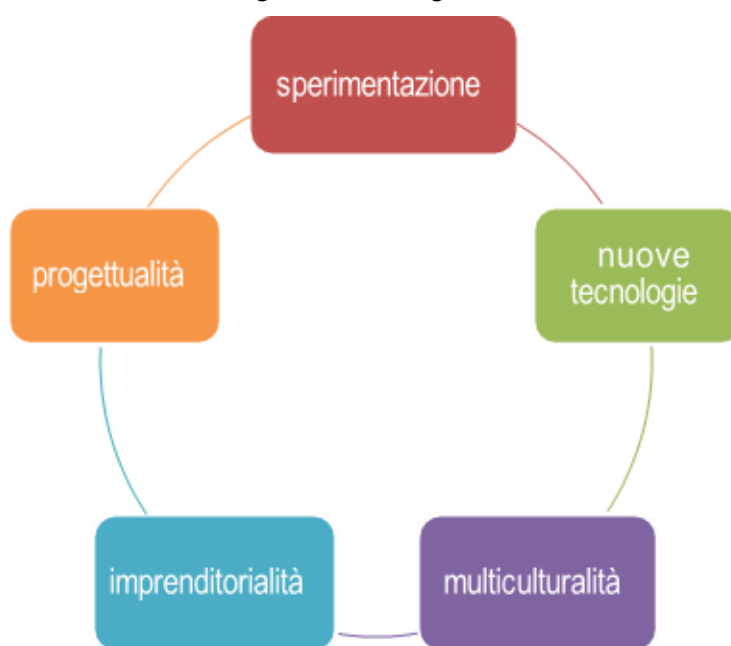 sperimentazione
nuove
tecnologie
multiculturalità
imprenditorialità
progettualità